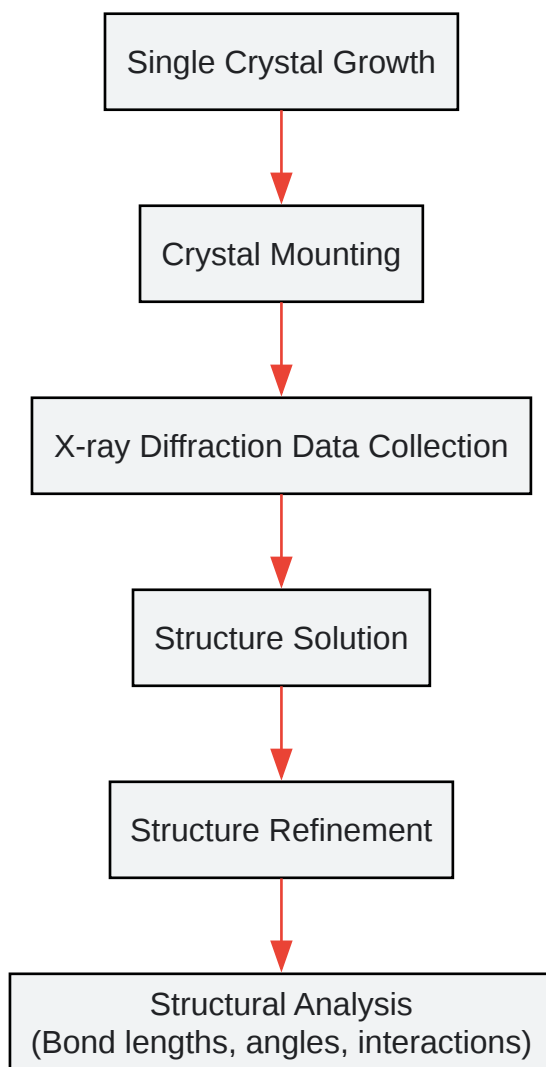 Single Crystal Growth
Crystal Mounting
X-ray Diffraction Data Collection
Structure Solution
Structure Refinement
Structural Analysis
(Bond lengths, angles, interactions)